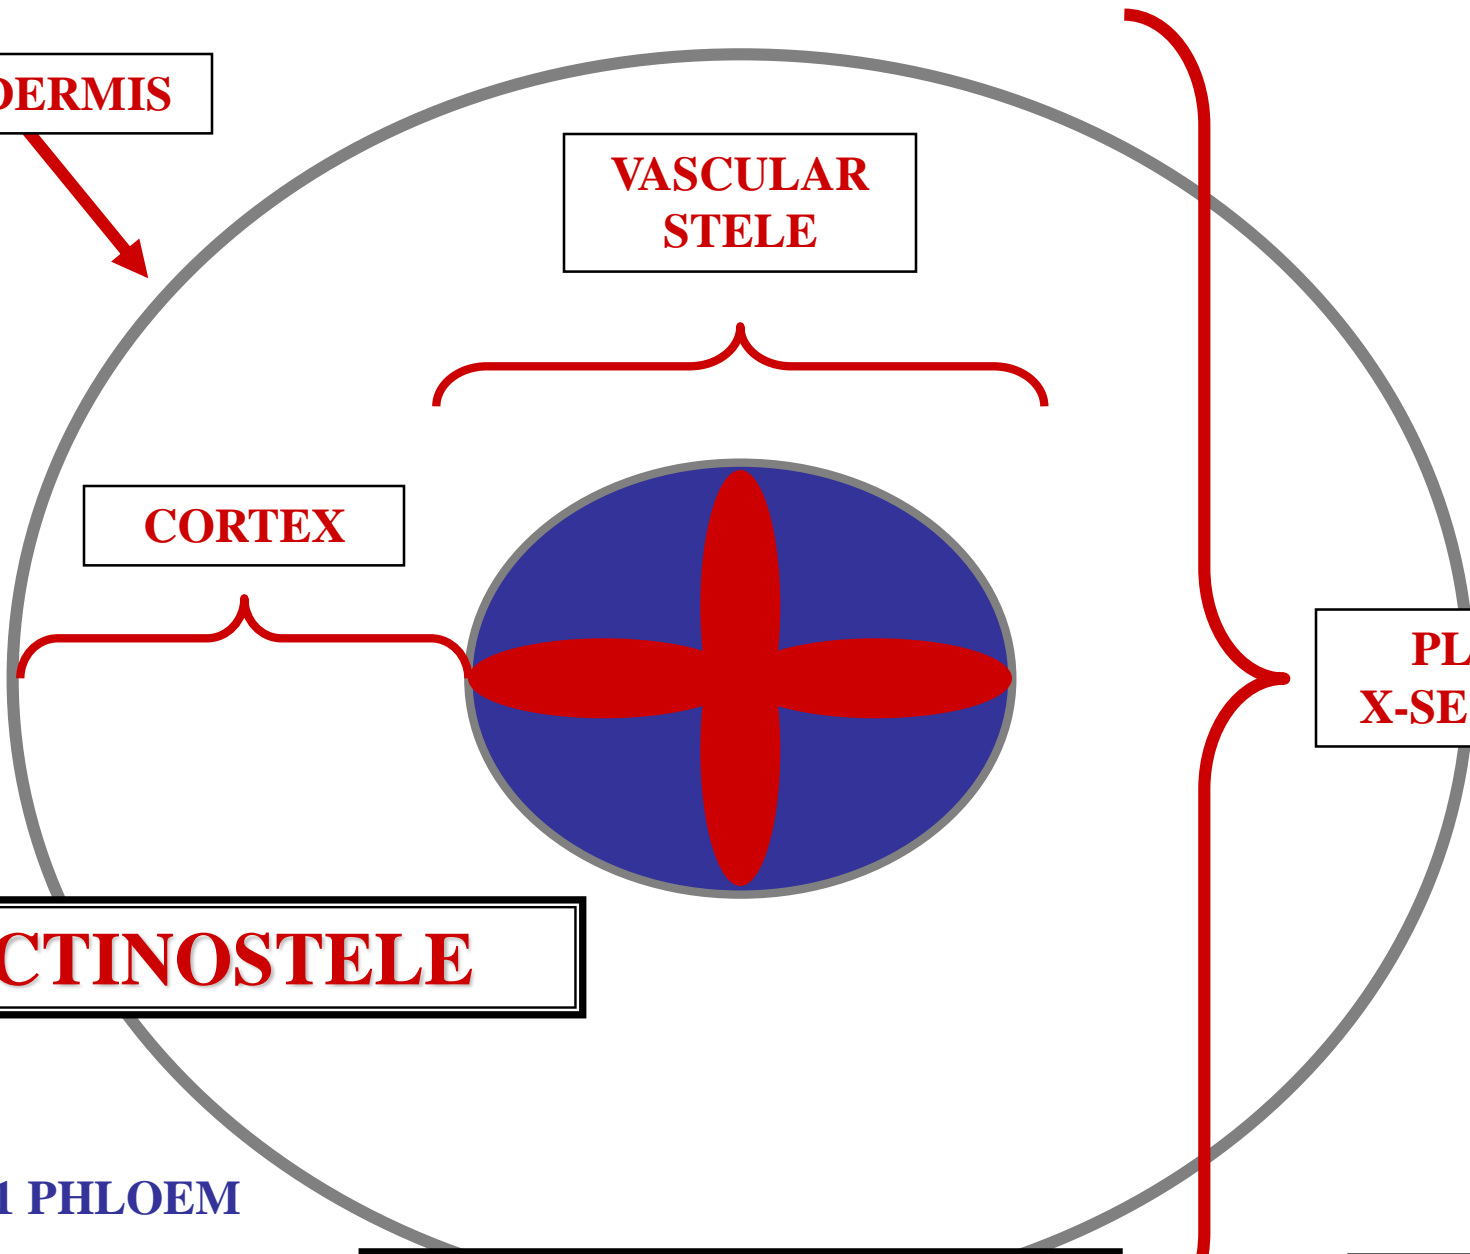 DERMIS
VASCULAR
STELE
CORTEX
PL
X-SE
CTINOSTELE
1 PHLOEM